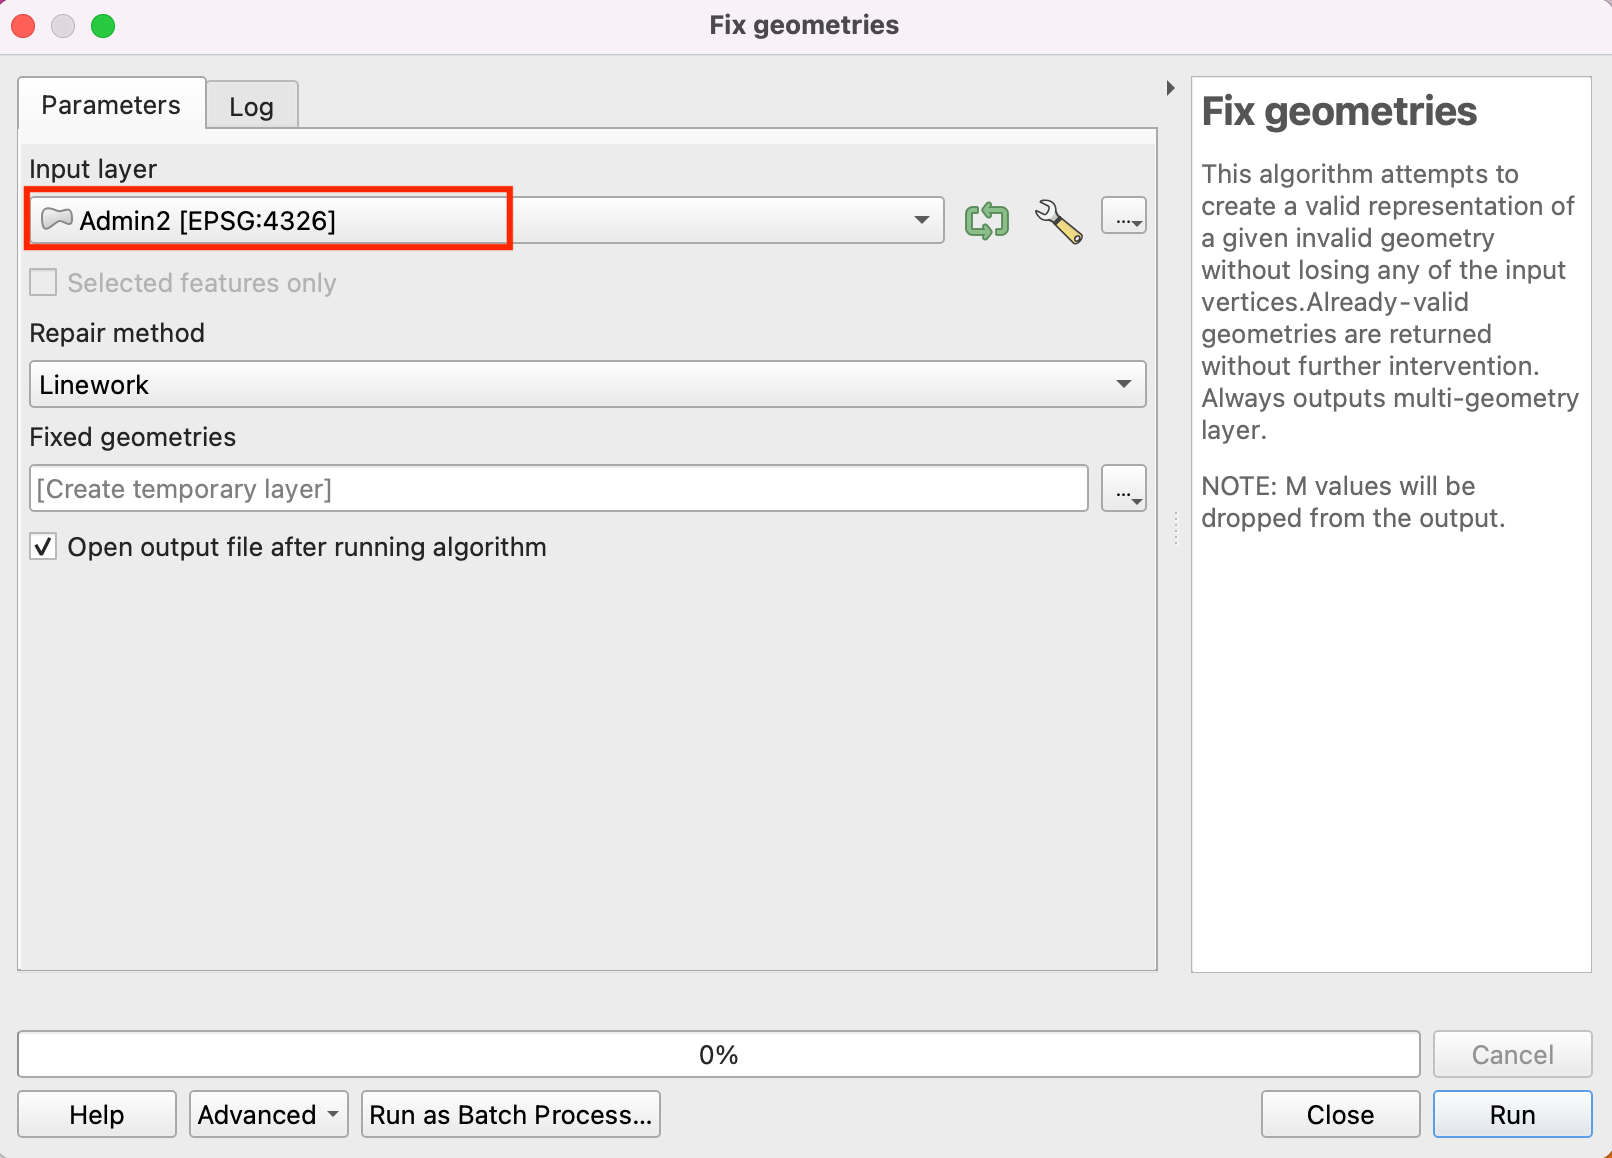 Fix geometries
Parameters
Log
Input layer
Admin2 [EPSG:4326]
...
Selected features only
Repair method
Linework
Fixed geometries
[Create temporary layer]
...
Open output file after running algorithm
Fix geometries
This algorithm attempts to
create a valid representation of
a given invalid geometry
without losing any of the input
vertices.Already-valid
geometries are returned
without further intervention.
Always outputs multi-geometry
layer.
NOTE: M values will be
dropped from the output.
0%
Cancel
Help
Advanced
Run as Batch Process...
Close
Run